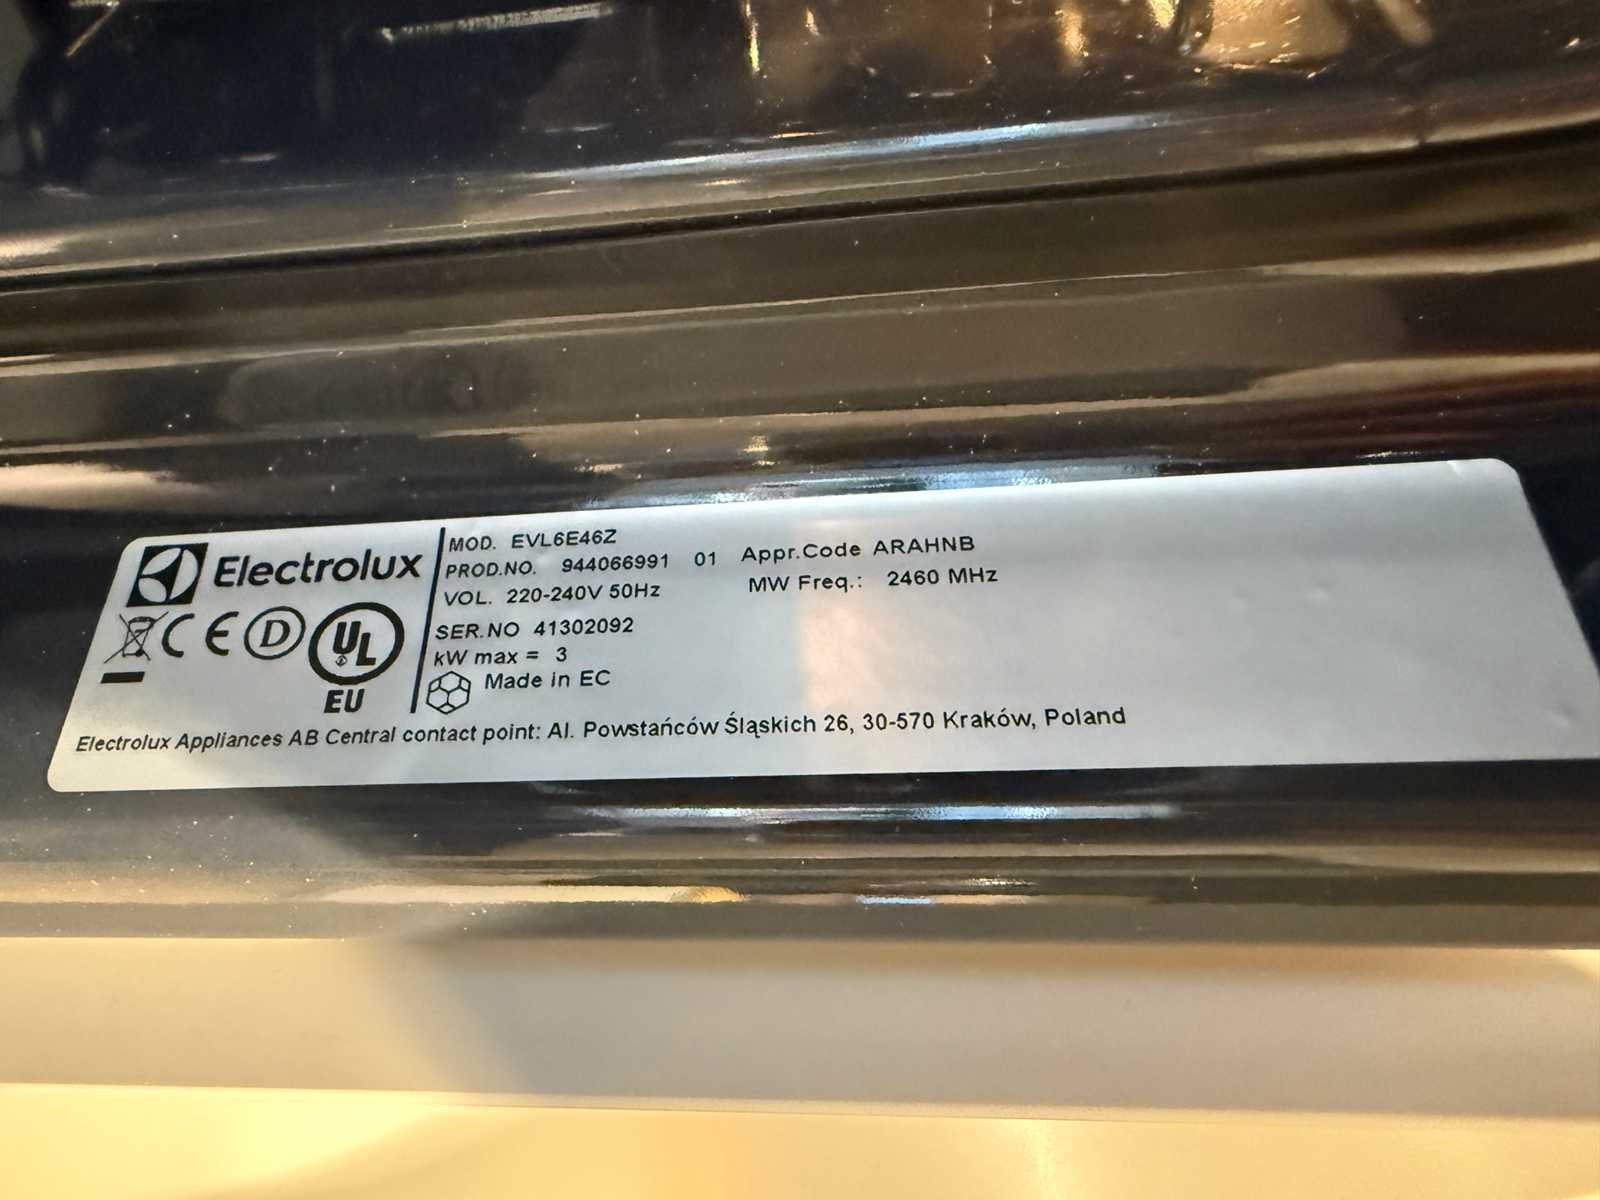 Electrolux
CE D UL
EU
MOD. EVL6E46Z
PROD.NO. 944066991 01 Appr.Code ARAHNB
VOL. 220-240V 50Hz MW Freq.: 2460 MHz
SER.NO 41302092
kW max = 3
Made in EC
Electrolux Appliances AB Central contact point: Al. Powstańców Śląskich 26, 30-570 Kraków, Poland